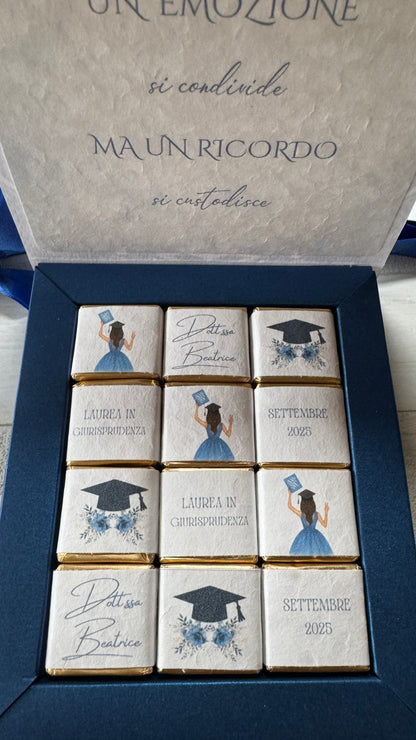 UN EMOZIONE
si condivide
MA UN RICORDO
si custodisce
Dott.ssa
Beatrice
LAUREA IN
GIURISPRUDENZA
SETTEMBRE
2025
LAUREA IN
GIURISPRUDENZA
Dott.ssa
Beatrice
SETTEMBRE
2025